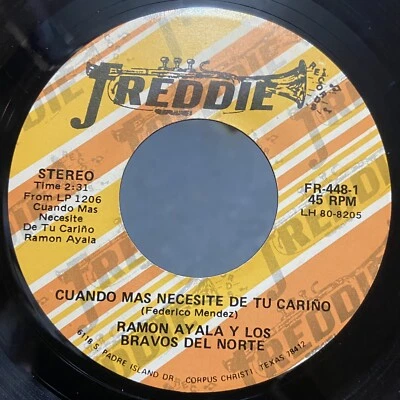 FREDDIE
RECORDS
STEREO
Time 2:31
From LP 1206
Cuando Mas
Necesite
De Tu Cariño
Ramon Ayala
FR-448-1
45 RPM
LH 80-8205
CUANDO MAS NECESITE DE TU CARIÑO
(Federico Mendez)
RAMON AYALA Y LOS
BRAVOS DEL NORTE
6118 S. PADRE ISLAND DR. CORPUS CHRISTI, TEXAS 78412